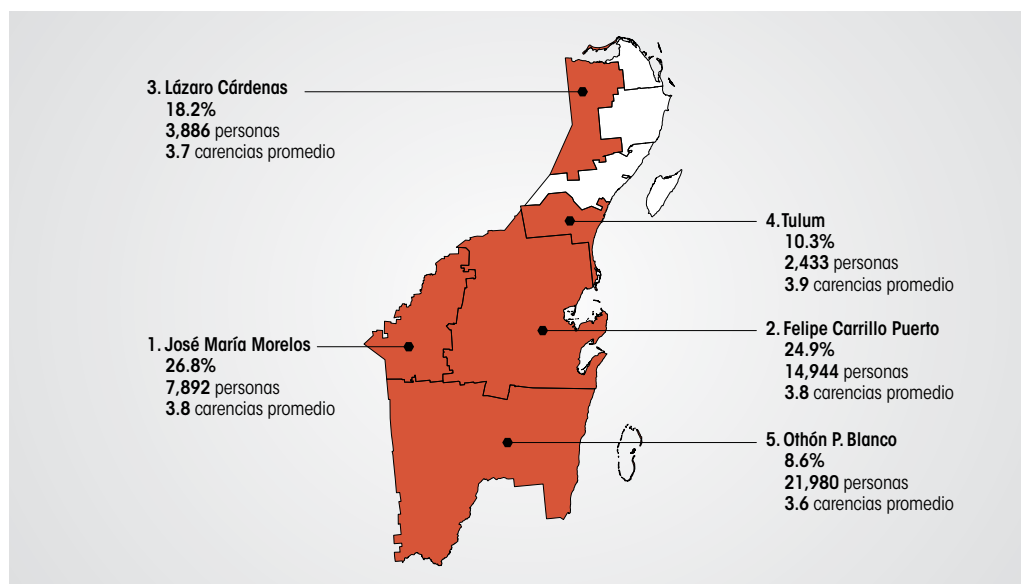 3. Lázaro Cárdenas
18.2%
3,886 personas
3.7 carencias promedio
4. Tulum
10.3%
2,433 personas
3.9 carencias promedio
1. José María Morelos
26.8%
7,892 personas
3.8 carencias promedio
2. Felipe Carrillo Puerto
24.9%
14,944 personas
3.8 carencias promedio
5. Othón P. Blanco
8.6%
21,980 personas
3.6 carencias promedio